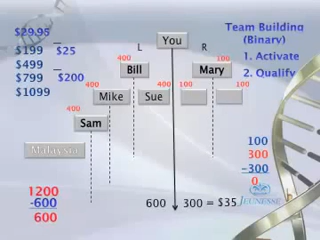 $29.95
$199 $25
$499
$799 $200
$1099
Team Building
(Binary)
1. Activate
2. Qualify
L You R
400 100
Bill Mary
400 400 100 100
Mike Sue
400
Sam
Malaysia
1200
-600
600
600 300 = $35
100
300
-300
0
JEUNESSE